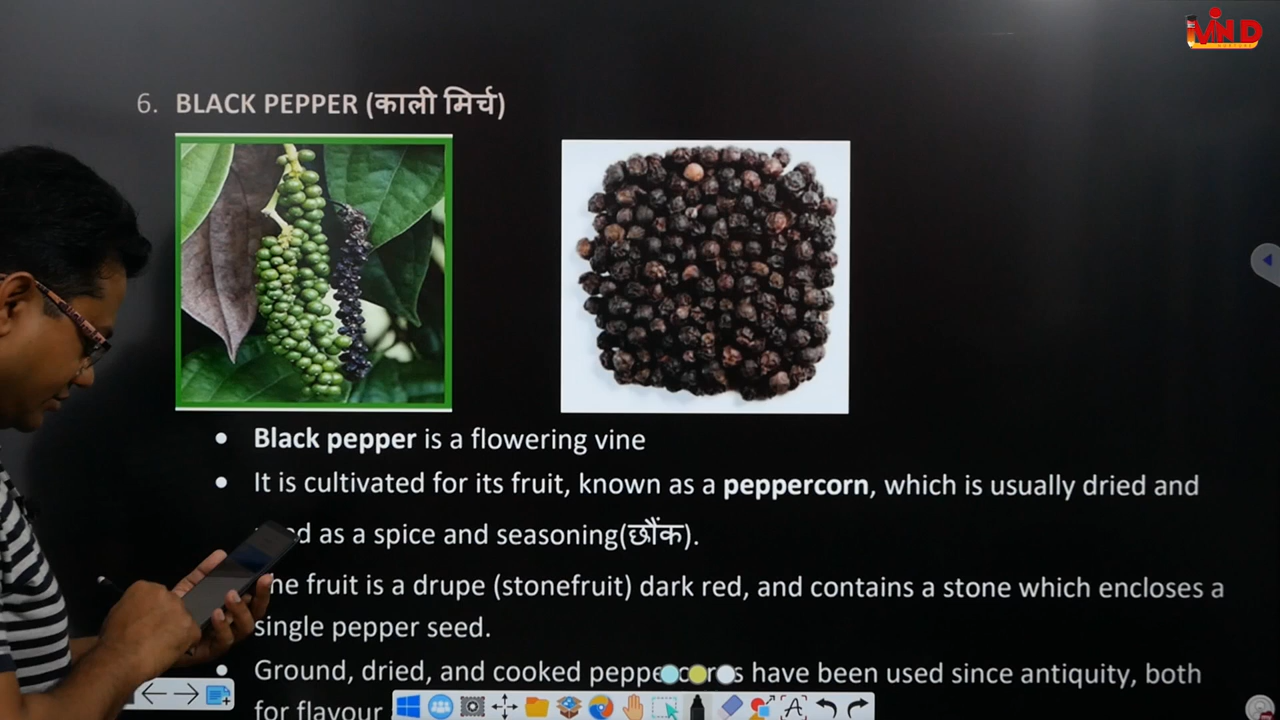 MIND
6. BLACK PEPPER (काली मिर्च)
• Black pepper is a flowering vine
• It is cultivated for its fruit, known as a peppercorn, which is usually dried and
as a spice and seasoning(छौंक).
fruit is a drupe (stonefruit) dark red, and contains a stone which encloses a
single pepper seed.
• Ground, dried, and cooked peppercorns have been used since antiquity, both
for flavour